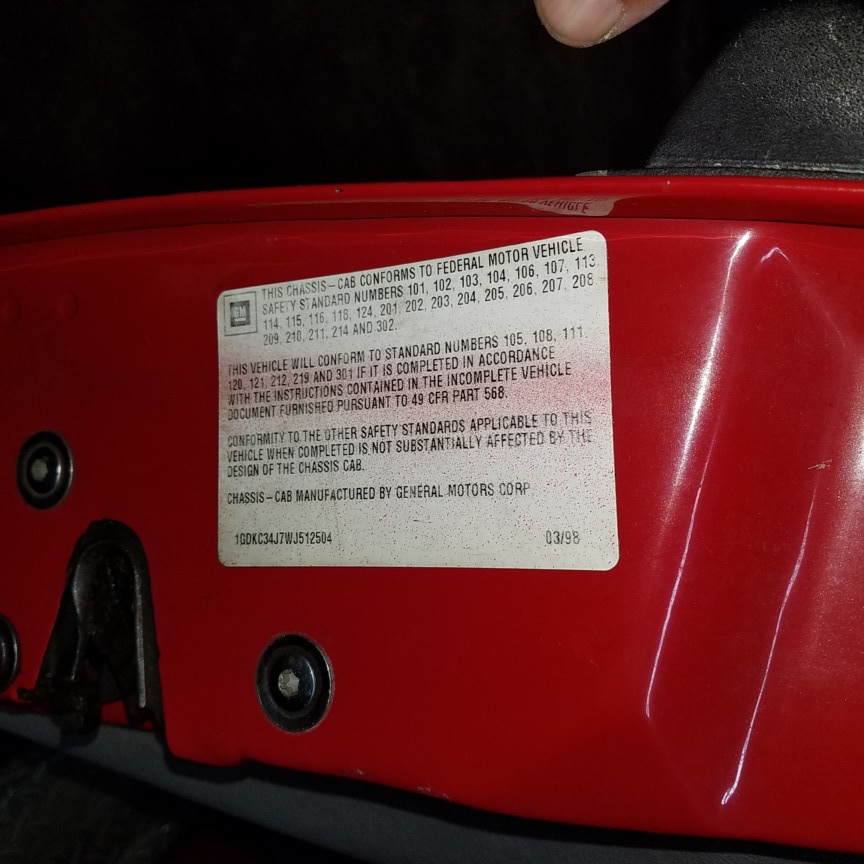 GM
THIS CHASSIS-CAB CONFORMS TO FEDERAL MOTOR VEHICLE
SAFETY STANDARD NUMBERS 101, 102, 103, 104, 106, 107, 113
114, 115, 116, 118, 124, 201, 202, 203, 204, 205, 206, 207, 208
209, 210, 211, 214 AND 302.
THIS VEHICLE WILL CONFORM TO STANDARD NUMBERS 105, 108, 111,
120, 121, 212, 219 AND 301 IF IT IS COMPLETED IN ACCORDANCE
WITH THE INSTRUCTIONS CONTAINED IN THE INCOMPLETE VEHICLE
DOCUMENT FURNISHED PURSUANT TO 49 CFR PART 568.
CONFORMITY TO THE OTHER SAFETY STANDARDS APPLICABLE TO THIS
VEHICLE WHEN COMPLETED IS NOT SUBSTANTIALLY AFFECTED BY THE
DESIGN OF THE CHASSIS CAB.
CHASSIS-CAB MANUFACTURED BY GENERAL MOTORS CORP
1GDKC34J7WJ512504 03/98